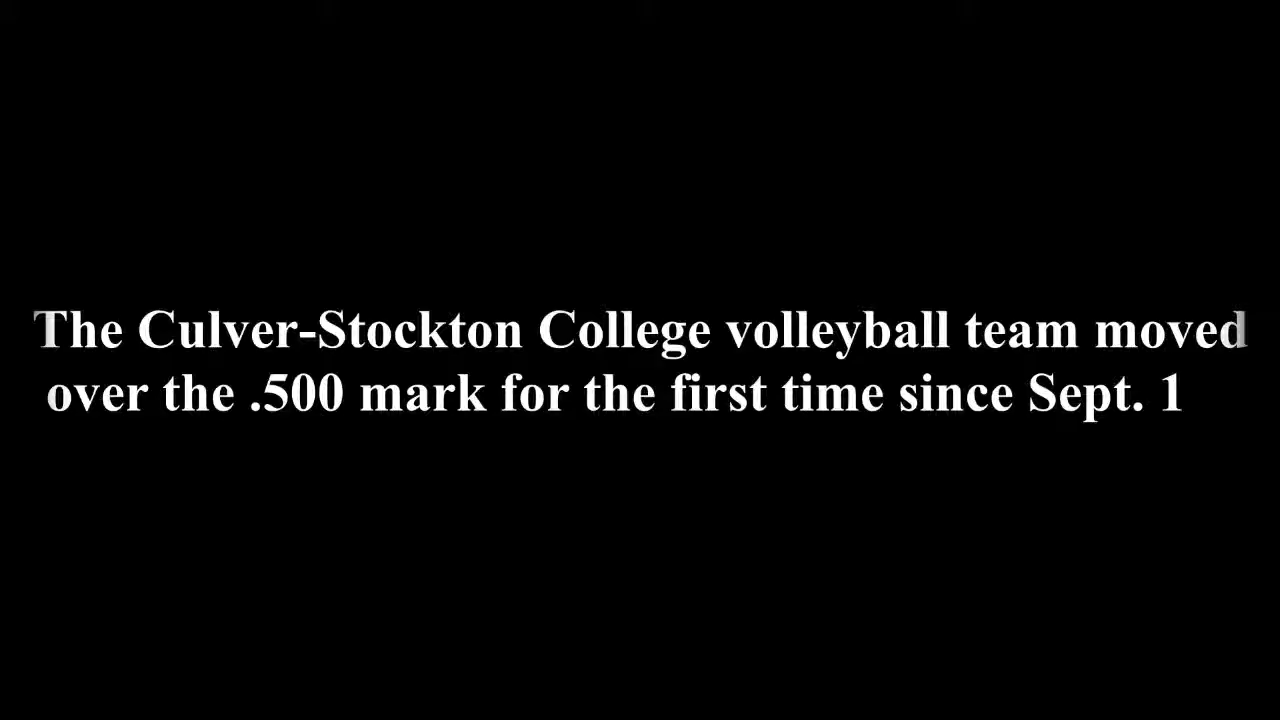 The Culver-Stockton College volleyball team moved
over the .500 mark for the first time since Sept. 1